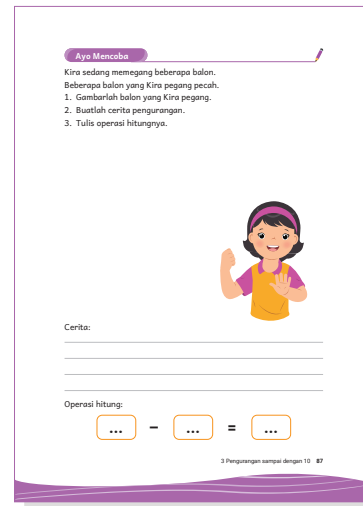 Ayo Mencoba
Kira sedang memegang beberapa balon.
Beberapa balon yang Kira pegang pecah.
1. Gambarlah balon yang Kira pegang.
2. Buatlah cerita pengurangan.
3. Tulis operasi hitungnya.
Cerita:
Operasi hitung:
... – ... = ...
3 Pengurangan sampai dengan 10 87